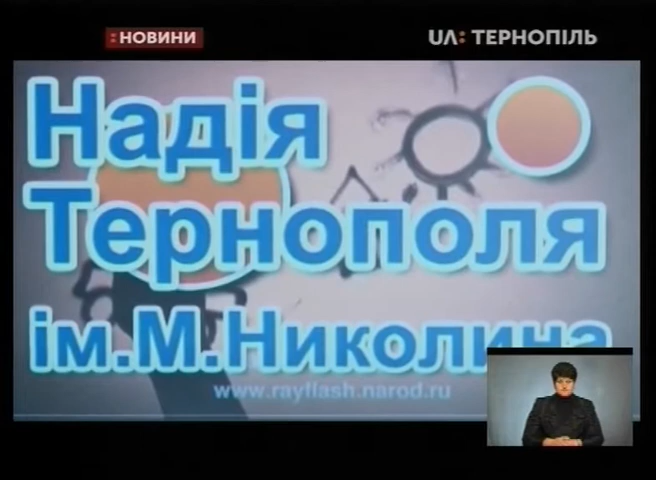 :НОВИНИ
UA: ТЕРНОПІЛЬ
Надія
Тернополя
ім.М.Николина
www.rayflash.narod.ru